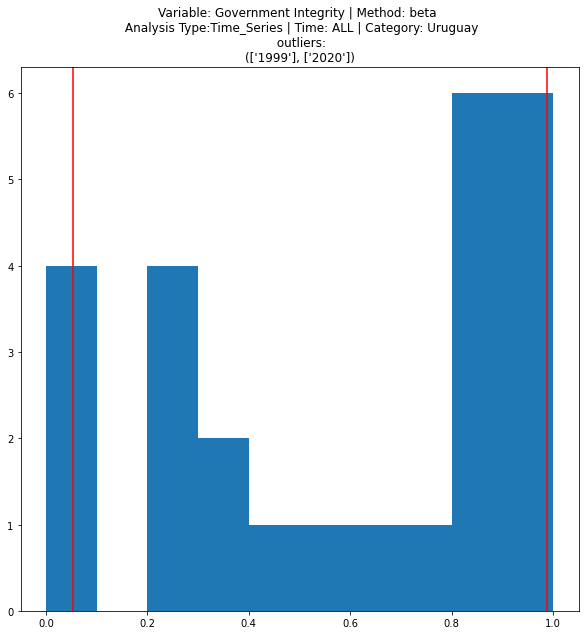 Variable: Government Integrity | Method: beta
Analysis Type:Time_Series | Time: ALL | Category: Uruguay
outliers:
(['1999'], ['2020'])
6
5
4
3
2
1
0
0.0 0.2 0.4 0.6 0.8 1.0